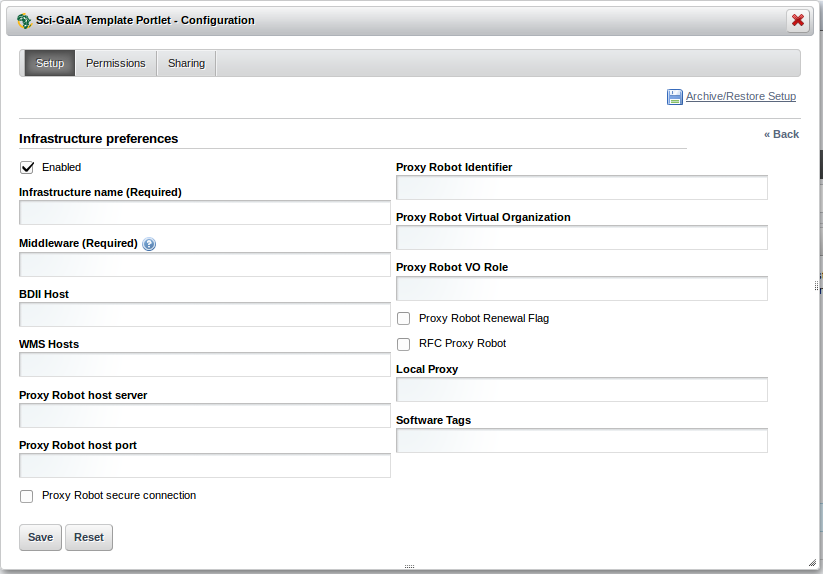 Sci-GaIA Template Portlet - Configuration
Setup
Permissions
Sharing
Archive/Restore Setup
Infrastructure preferences
« Back
Enabled
Infrastructure name (Required)
Middleware (Required)
BDII Host
WMS Hosts
Proxy Robot host server
Proxy Robot host port
Proxy Robot secure connection
Proxy Robot Identifier
Proxy Robot Virtual Organization
Proxy Robot VO Role
Proxy Robot Renewal Flag
RFC Proxy Robot
Local Proxy
Software Tags
Save
Reset